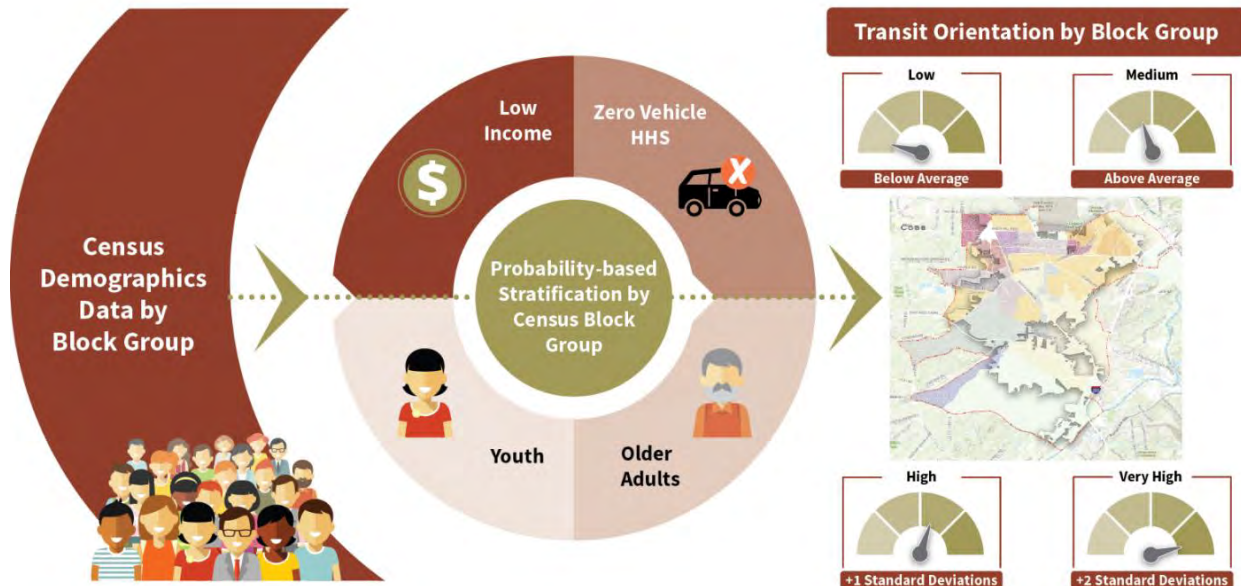 Census
Demographics
Data by
Block Group
Low
Income
$
Zero Vehicle
HHS
X
Probability-based
Stratification by
Census Block
Group
Youth
Older
Adults
Transit Orientation by Block Group
Low
Below Average
Medium
Above Average
High
+1 Standard Deviations
Very High
+2 Standard Deviations